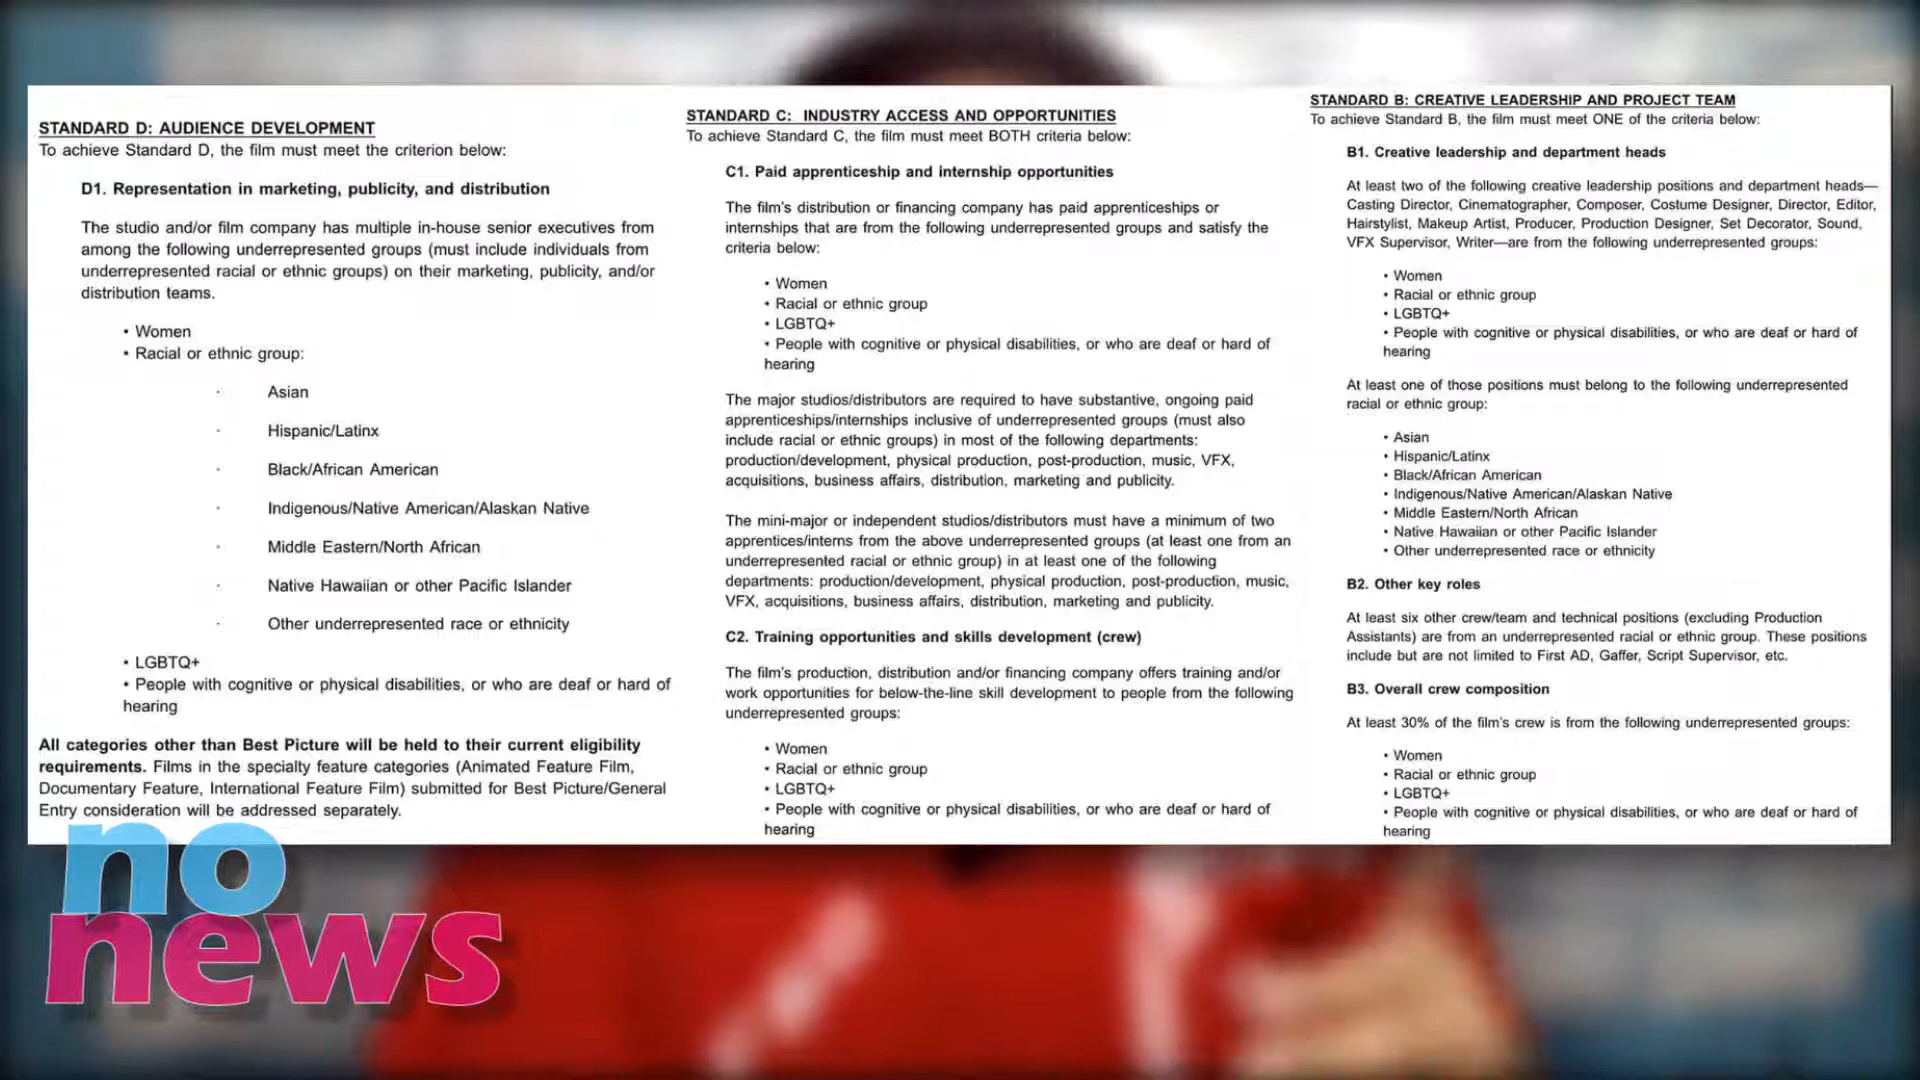 STANDARD D: AUDIENCE DEVELOPMENT
To achieve Standard D, the film must meet the criterion below:
D1. Representation in marketing, publicity, and distribution
The studio and/or film company has multiple in-house senior executives from
among the following underrepresented groups (must include individuals from
underrepresented racial or ethnic groups) on their marketing, publicity, and/or
distribution teams.
• Women
• Racial or ethnic group:
· Asian
· Hispanic/Latinx
· Black/African American
· Indigenous/Native American/Alaskan Native
· Middle Eastern/North African
· Native Hawaiian or other Pacific Islander
· Other underrepresented race or ethnicity
• LGBTQ+
• People with cognitive or physical disabilities, or who are deaf or hard of
hearing
All categories other than Best Picture will be held to their current eligibility
requirements. Films in the specialty feature categories (Animated Feature Film,
Documentary Feature, International Feature Film) submitted for Best Picture/General
Entry consideration will be addressed separately.
STANDARD C: INDUSTRY ACCESS AND OPPORTUNITIES
To achieve Standard C, the film must meet BOTH criteria below:
C1. Paid apprenticeship and internship opportunities
The film's distribution or financing company has paid apprenticeships or
internships that are from the following underrepresented groups and satisfy the
criteria below:
• Women
• Racial or ethnic group
• LGBTQ+
• People with cognitive or physical disabilities, or who are deaf or hard of
hearing
The major studios/distributors are required to have substantive, ongoing paid
apprenticeships/internships inclusive of underrepresented groups (must also
include racial or ethnic groups) in most of the following departments:
production/development, physical production, post-production, music, VFX,
acquisitions, business affairs, distribution, marketing and publicity.
The mini-major or independent studios/distributors must have a minimum of two
apprentices/interns from the above underrepresented groups (at least one from an
underrepresented racial or ethnic group) in at least one of the following
departments: production/development, physical production, post-production, music,
VFX, acquisitions, business affairs, distribution, marketing and publicity.
C2. Training opportunities and skills development (crew)
The film's production, distribution and/or financing company offers training and/or
work opportunities for below-the-line skill development to people from the following
underrepresented groups:
• Women
• Racial or ethnic group
• LGBTQ+
• People with cognitive or physical disabilities, or who are deaf or hard of
hearing
STANDARD B: CREATIVE LEADERSHIP AND PROJECT TEAM
To achieve Standard B, the film must meet ONE of the criteria below:
B1. Creative leadership and department heads
At least two of the following creative leadership positions and department heads—
Casting Director, Cinematographer, Composer, Costume Designer, Director, Editor,
Hairstylist, Makeup Artist, Producer, Production Designer, Set Decorator, Sound,
VFX Supervisor, Writer—are from the following underrepresented groups:
• Women
• Racial or ethnic group
• LGBTQ+
• People with cognitive or physical disabilities, or who are deaf or hard of
hearing
At least one of those positions must belong to the following underrepresented
racial or ethnic group:
• Asian
• Hispanic/Latinx
• Black/African American
• Indigenous/Native American/Alaskan Native
• Middle Eastern/North African
• Native Hawaiian or other Pacific Islander
• Other underrepresented race or ethnicity
B2. Other key roles
At least six other crew/team and technical positions (excluding Production
Assistants) are from an underrepresented racial or ethnic group. These positions
include but are not limited to First AD, Gaffer, Script Supervisor, etc.
B3. Overall crew composition
At least 30% of the film's crew is from the following underrepresented groups:
• Women
• Racial or ethnic group
• LGBTQ+
• People with cognitive or physical disabilities, or who are deaf or hard of
hearing
no
news